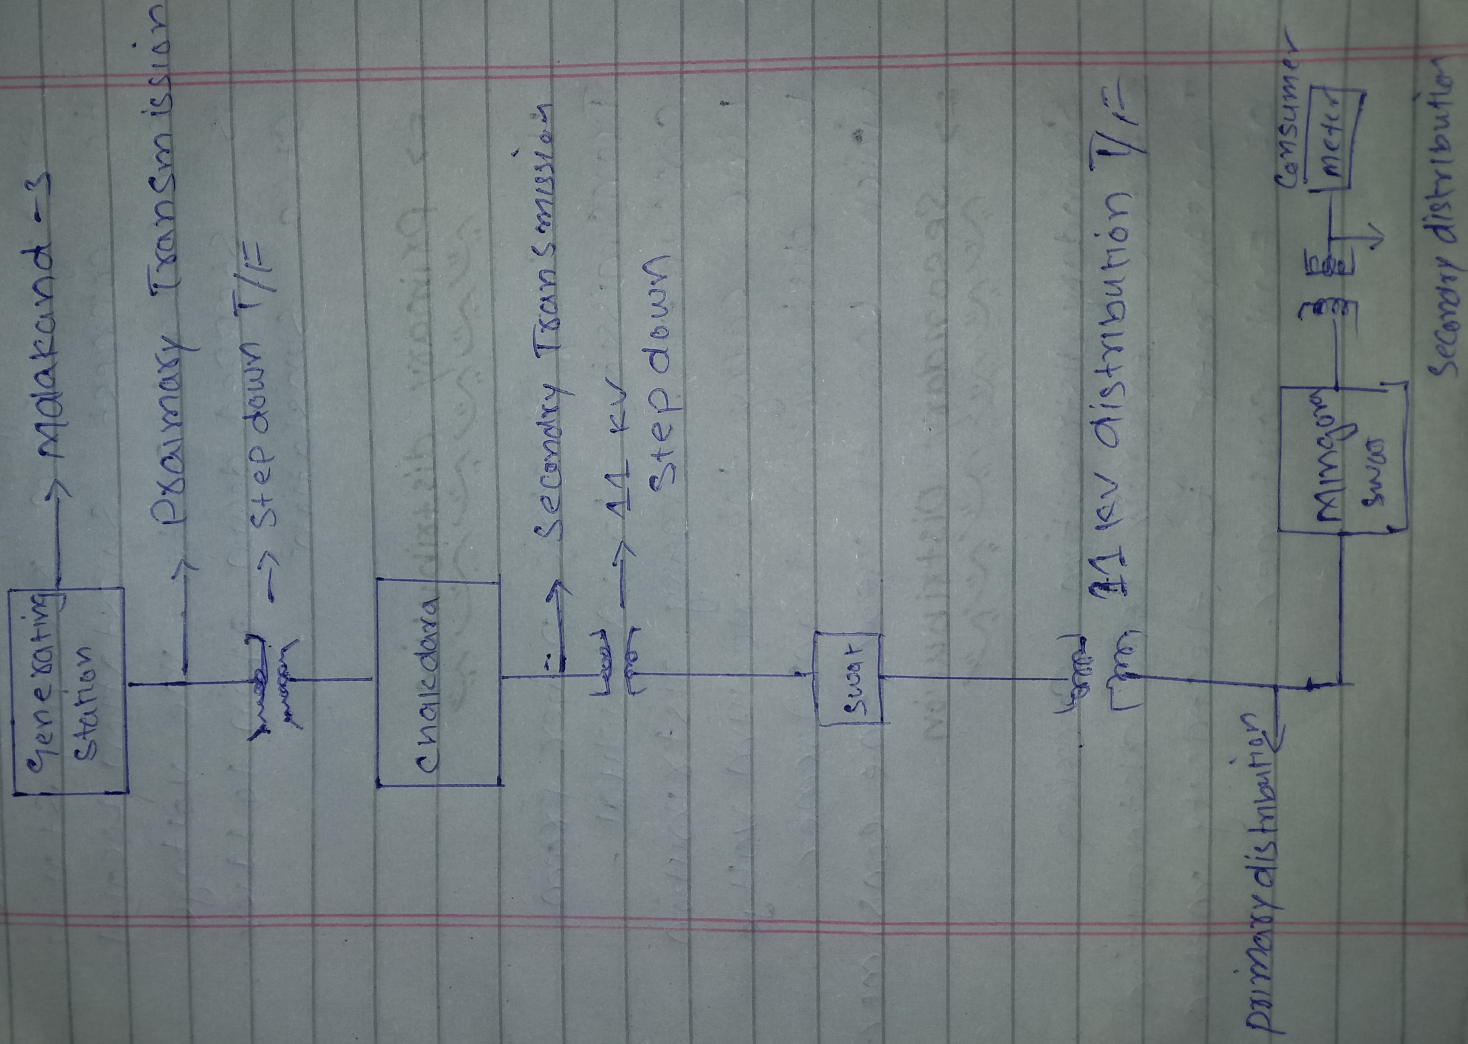 Generating
Station
Malakand -3
Praimary Transmission
Step down T/F
Chakdara
Secondry Transmission
11 KV
Step down
Swat
11 KV distribution T/F
primary distribution
Mingora
Swat
Consumer
meter
Secondry distribution